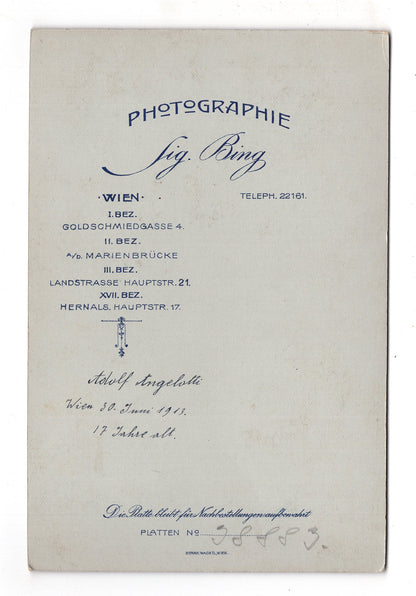 PHOTOGRAPHIE
Sig. Bing
·WIEN·
TELEPH. 22161.
I. BEZ.
GOLDSCHMIEDGASSE 4.
II. BEZ.
A/D. MARIENBRÜCKE
III. BEZ.
LANDSTRASSE HAUPTSTR. 21.
XVII. BEZ.
HERNALS, HAUPTSTR. 17.
Adolf Angelotti
Wien 30. Juni 1913.
17 Jahre alt.
Die Platte bleibt für Nachbestellungen aufbewahrt
PLATTEN No 38883.